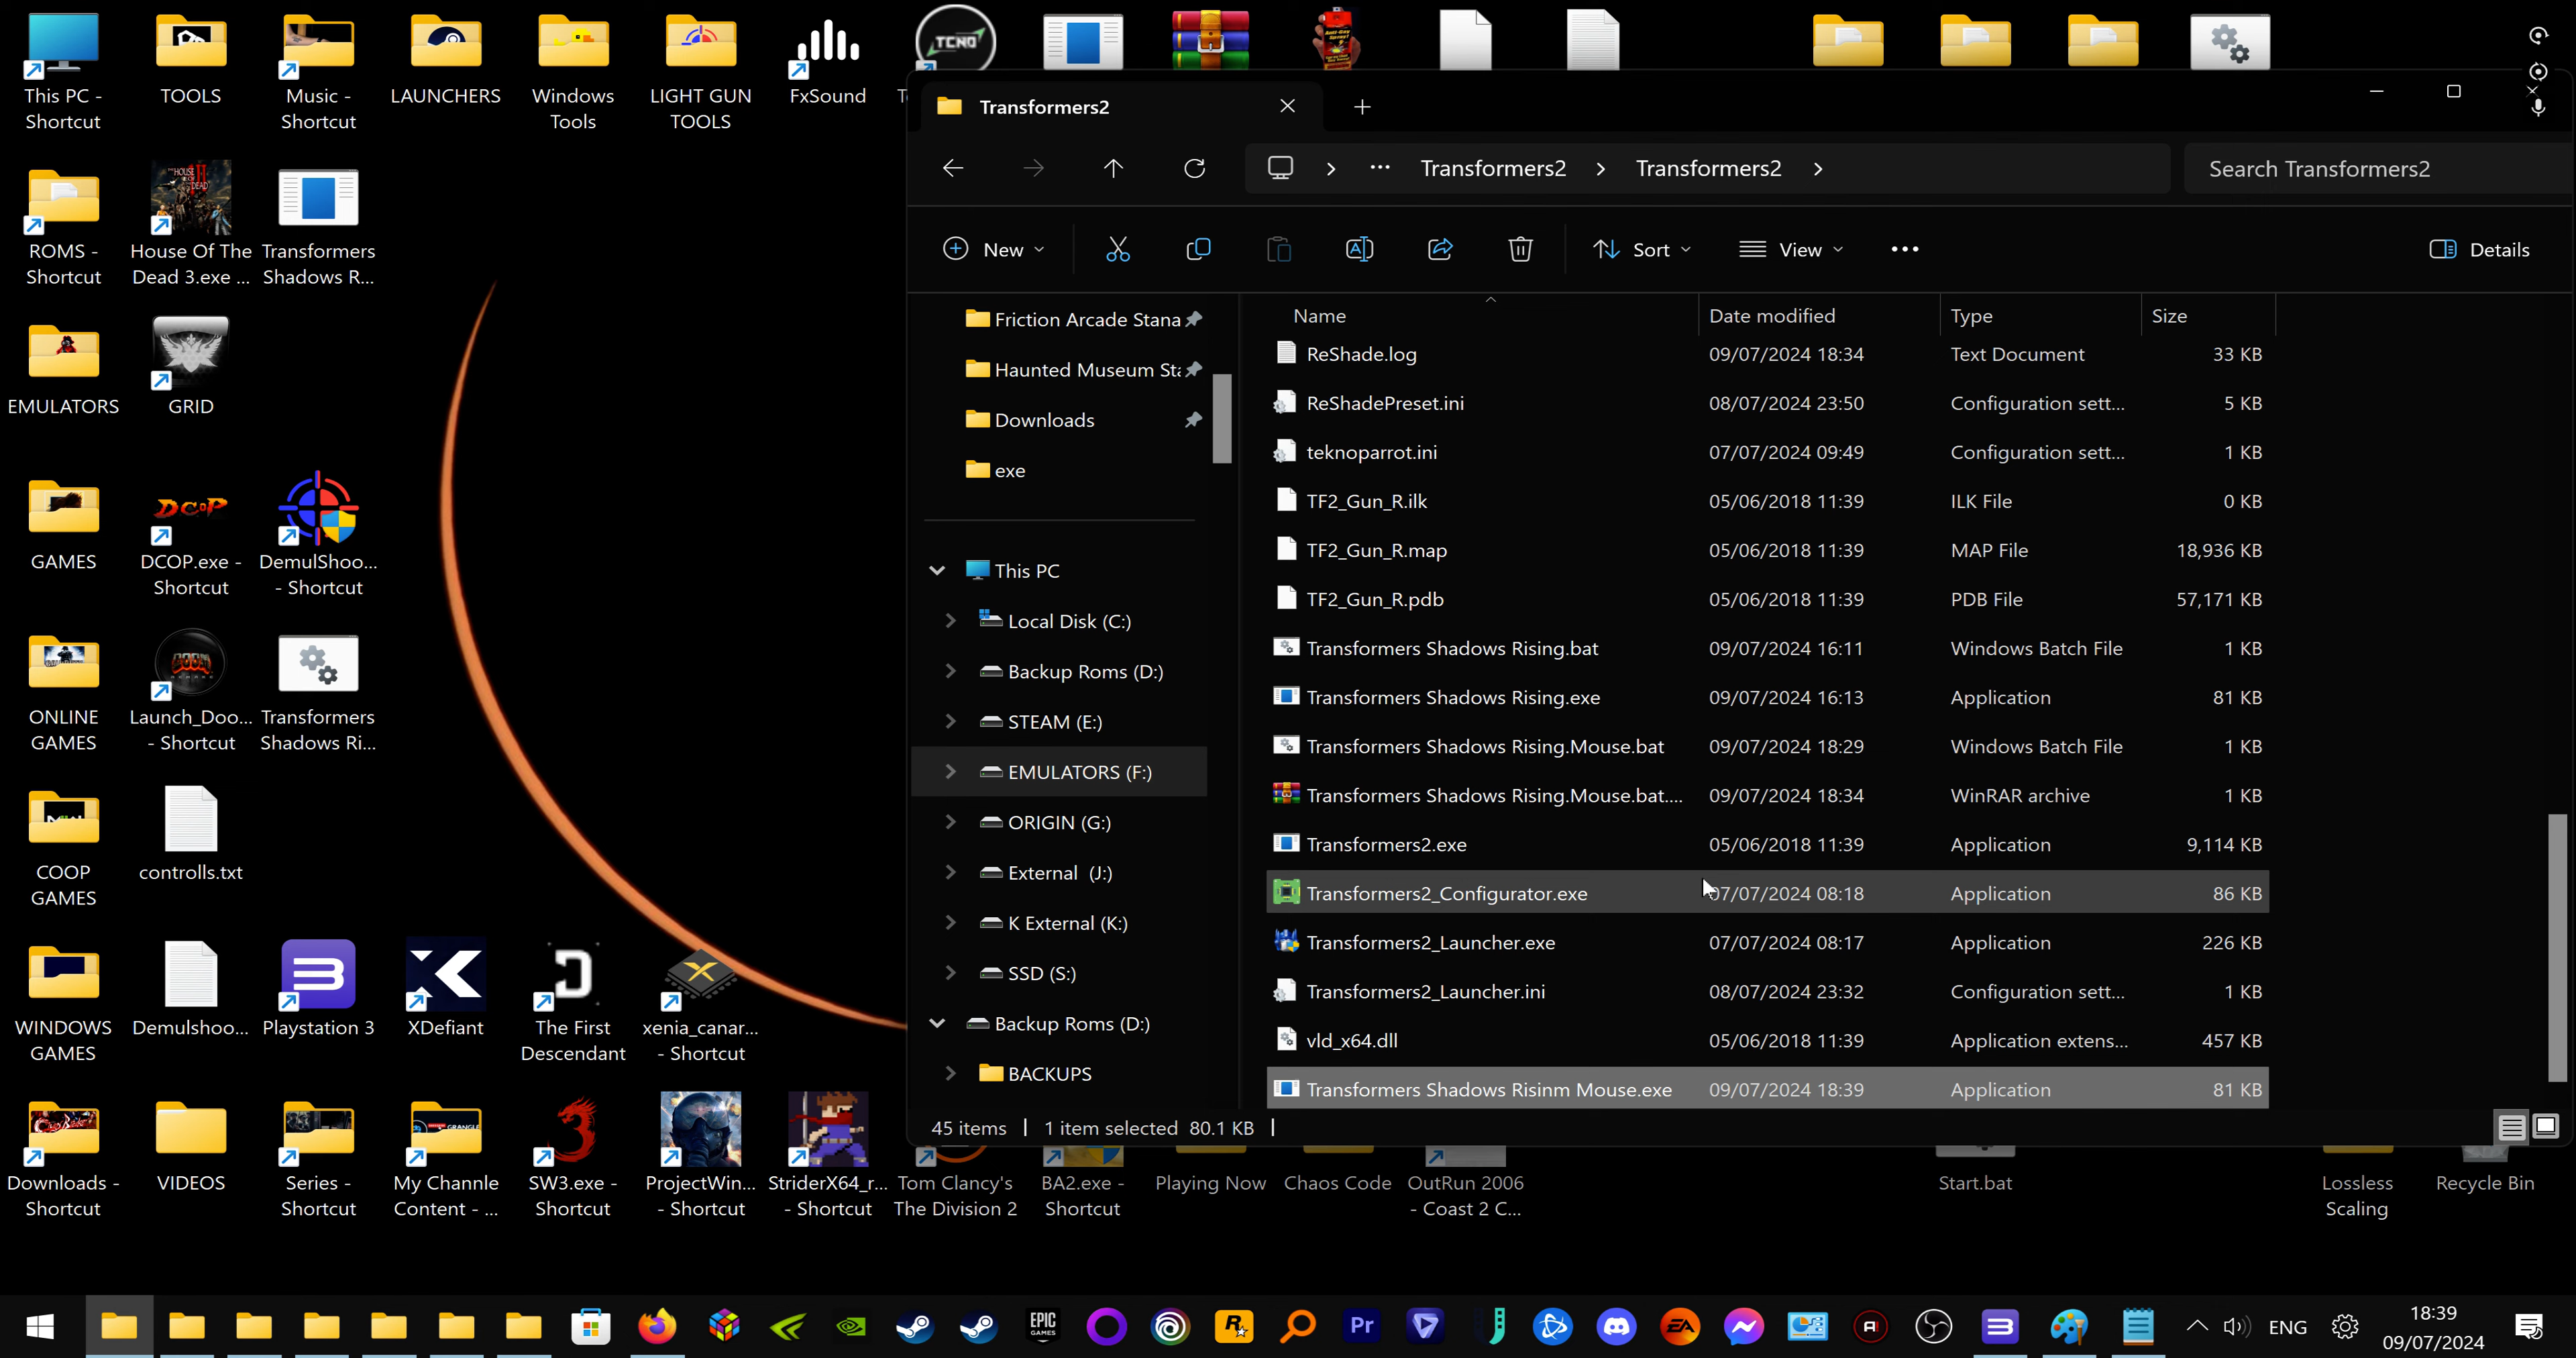 This PC -
Shortcut
TOOLS
Music -
Shortcut
LAUNCHERS
Windows
Tools
LIGHT GUN
TOOLS
FxSound
TCNO
ROMS -
Shortcut
House Of The
Dead 3.exe ...
Transformers
Shadows R...
EMULATORS
GRID
GAMES
DCOP
DCOP.exe -
Shortcut
DemulShoo...
- Shortcut
ONLINE
GAMES
DOOM
Launch_Doo...
- Shortcut
Transformers
Shadows Ri...
COOP
GAMES
controlls.txt
WINDOWS
GAMES
Demulshoo...
Playstation 3
XDefiant
The First
Descendant
xenia_canar...
- Shortcut
Downloads -
Shortcut
VIDEOS
Series -
Shortcut
My Channle
Content - ...
SW3.exe -
Shortcut
ProjectWin...
- Shortcut
StriderX64_r...
- Shortcut
Tom Clancy's
The Division 2
BA2.exe -
Shortcut
Playing Now
Chaos Code
OutRun 2006
- Coast 2 C...
Start.bat
Lossless
Scaling
Recycle Bin
Transformers2
Transformers2 > Transformers2 >
Search Transformers2
New
Sort
View
Details
Friction Arcade Stana
Haunted Museum Sta
Downloads
exe
This PC
Local Disk (C:)
Backup Roms (D:)
STEAM (E:)
EMULATORS (F:)
ORIGIN (G:)
External (J:)
K External (K:)
SSD (S:)
Backup Roms (D:)
BACKUPS
Name Date modified Type Size
ReShade.log 09/07/2024 18:34 Text Document 33 KB
ReShadePreset.ini 08/07/2024 23:50 Configuration sett... 5 KB
teknoparrot.ini 07/07/2024 09:49 Configuration sett... 1 KB
TF2_Gun_R.ilk 05/06/2018 11:39 ILK File 0 KB
TF2_Gun_R.map 05/06/2018 11:39 MAP File 18,936 KB
TF2_Gun_R.pdb 05/06/2018 11:39 PDB File 57,171 KB
Transformers Shadows Rising.bat 09/07/2024 16:11 Windows Batch File 1 KB
Transformers Shadows Rising.exe 09/07/2024 16:13 Application 81 KB
Transformers Shadows Rising.Mouse.bat 09/07/2024 18:29 Windows Batch File 1 KB
Transformers Shadows Rising.Mouse.bat.... 09/07/2024 18:34 WinRAR archive 1 KB
Transformers2.exe 05/06/2018 11:39 Application 9,114 KB
Transformers2_Configurator.exe 07/07/2024 08:18 Application 86 KB
Transformers2_Launcher.exe 07/07/2024 08:17 Application 226 KB
Transformers2_Launcher.ini 08/07/2024 23:32 Configuration sett... 1 KB
vld_x64.dll 05/06/2018 11:39 Application extens... 457 KB
Transformers Shadows Risinm Mouse.exe 09/07/2024 18:39 Application 81 KB
45 items 1 item selected 80.1 KB
EPIC
GAMES
Pr
EA
ENG
18:39
09/07/2024